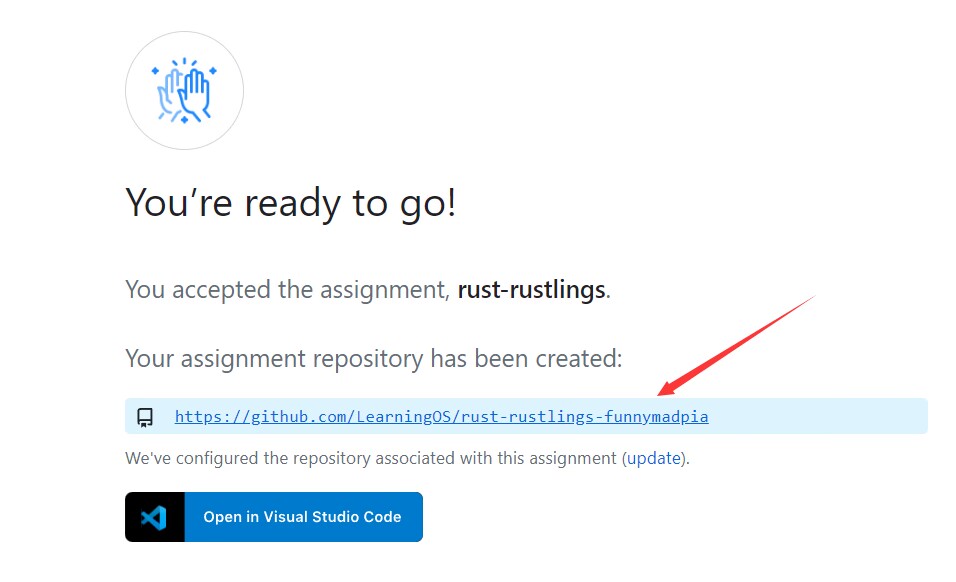 You’re ready to go!
You accepted the assignment, rust-rustlings.
Your assignment repository has been created:
https://github.com/LearningOS/rust-rustlings-funnymadpia
We've configured the repository associated with this assignment (update).
Open in Visual Studio Code